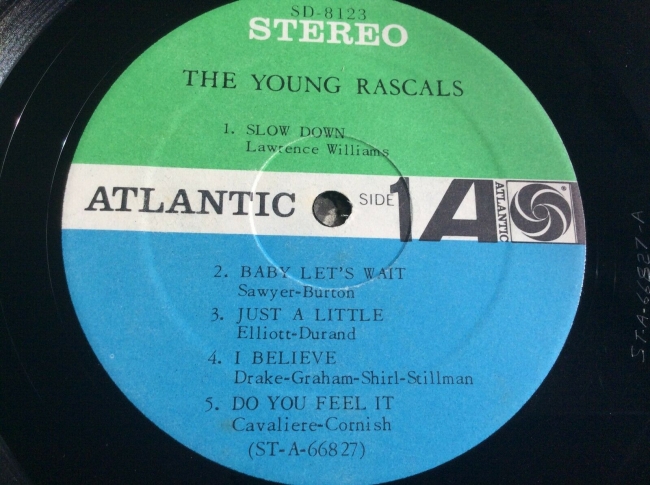 SD-8123
STEREO
THE YOUNG RASCALS
1. SLOW DOWN
Lawrence Williams
ATLANTIC SIDE 1 A ATLANTIC ®
2. BABY LET'S WAIT
Sawyer-Burton
3. JUST A LITTLE
Elliott-Durand
4. I BELIEVE
Drake-Graham-Shirl-Stillman
5. DO YOU FEEL IT
Cavaliere-Cornish
(ST-A-66827)
ST-A-66827-A